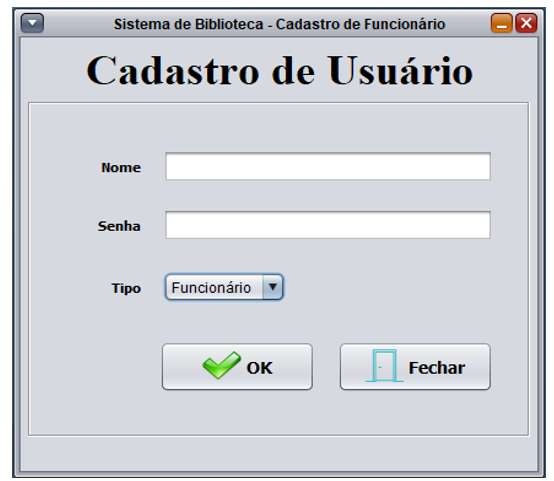 Sistema de Biblioteca - Cadastro de Funcionário
Cadastro de Usuário
Nome
Senha
Tipo Funcionário
OK Fechar